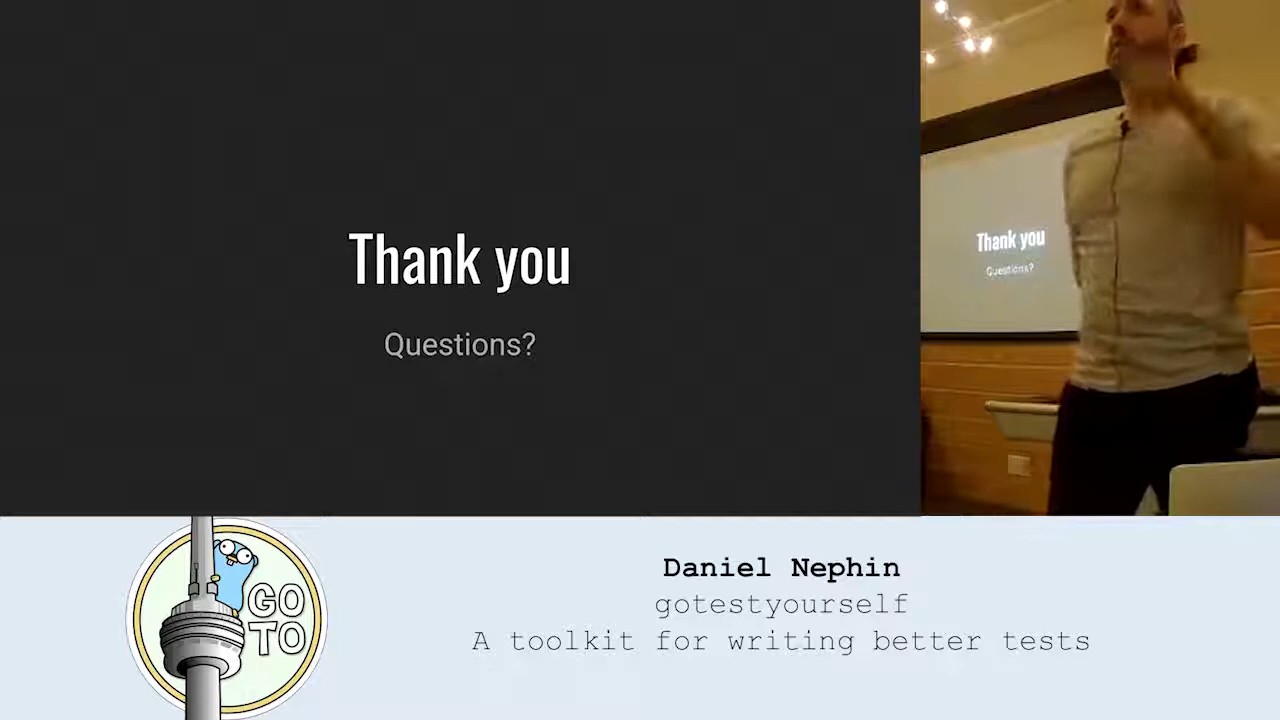 Thank you
Questions?
Thank you
Questions?
GO
TO
Daniel Nephin
gotestyourself
A toolkit for writing better tests